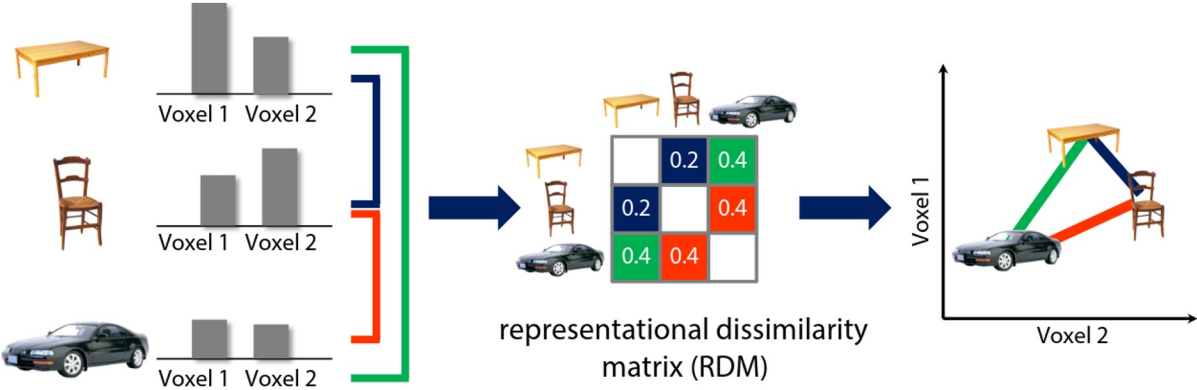 Voxel 1 Voxel 2
Voxel 1 Voxel 2
Voxel 1 Voxel 2
0.2 0.4
0.2 0.4
0.4 0.4
representational dissimilarity
matrix (RDM)
Voxel 1
Voxel 2